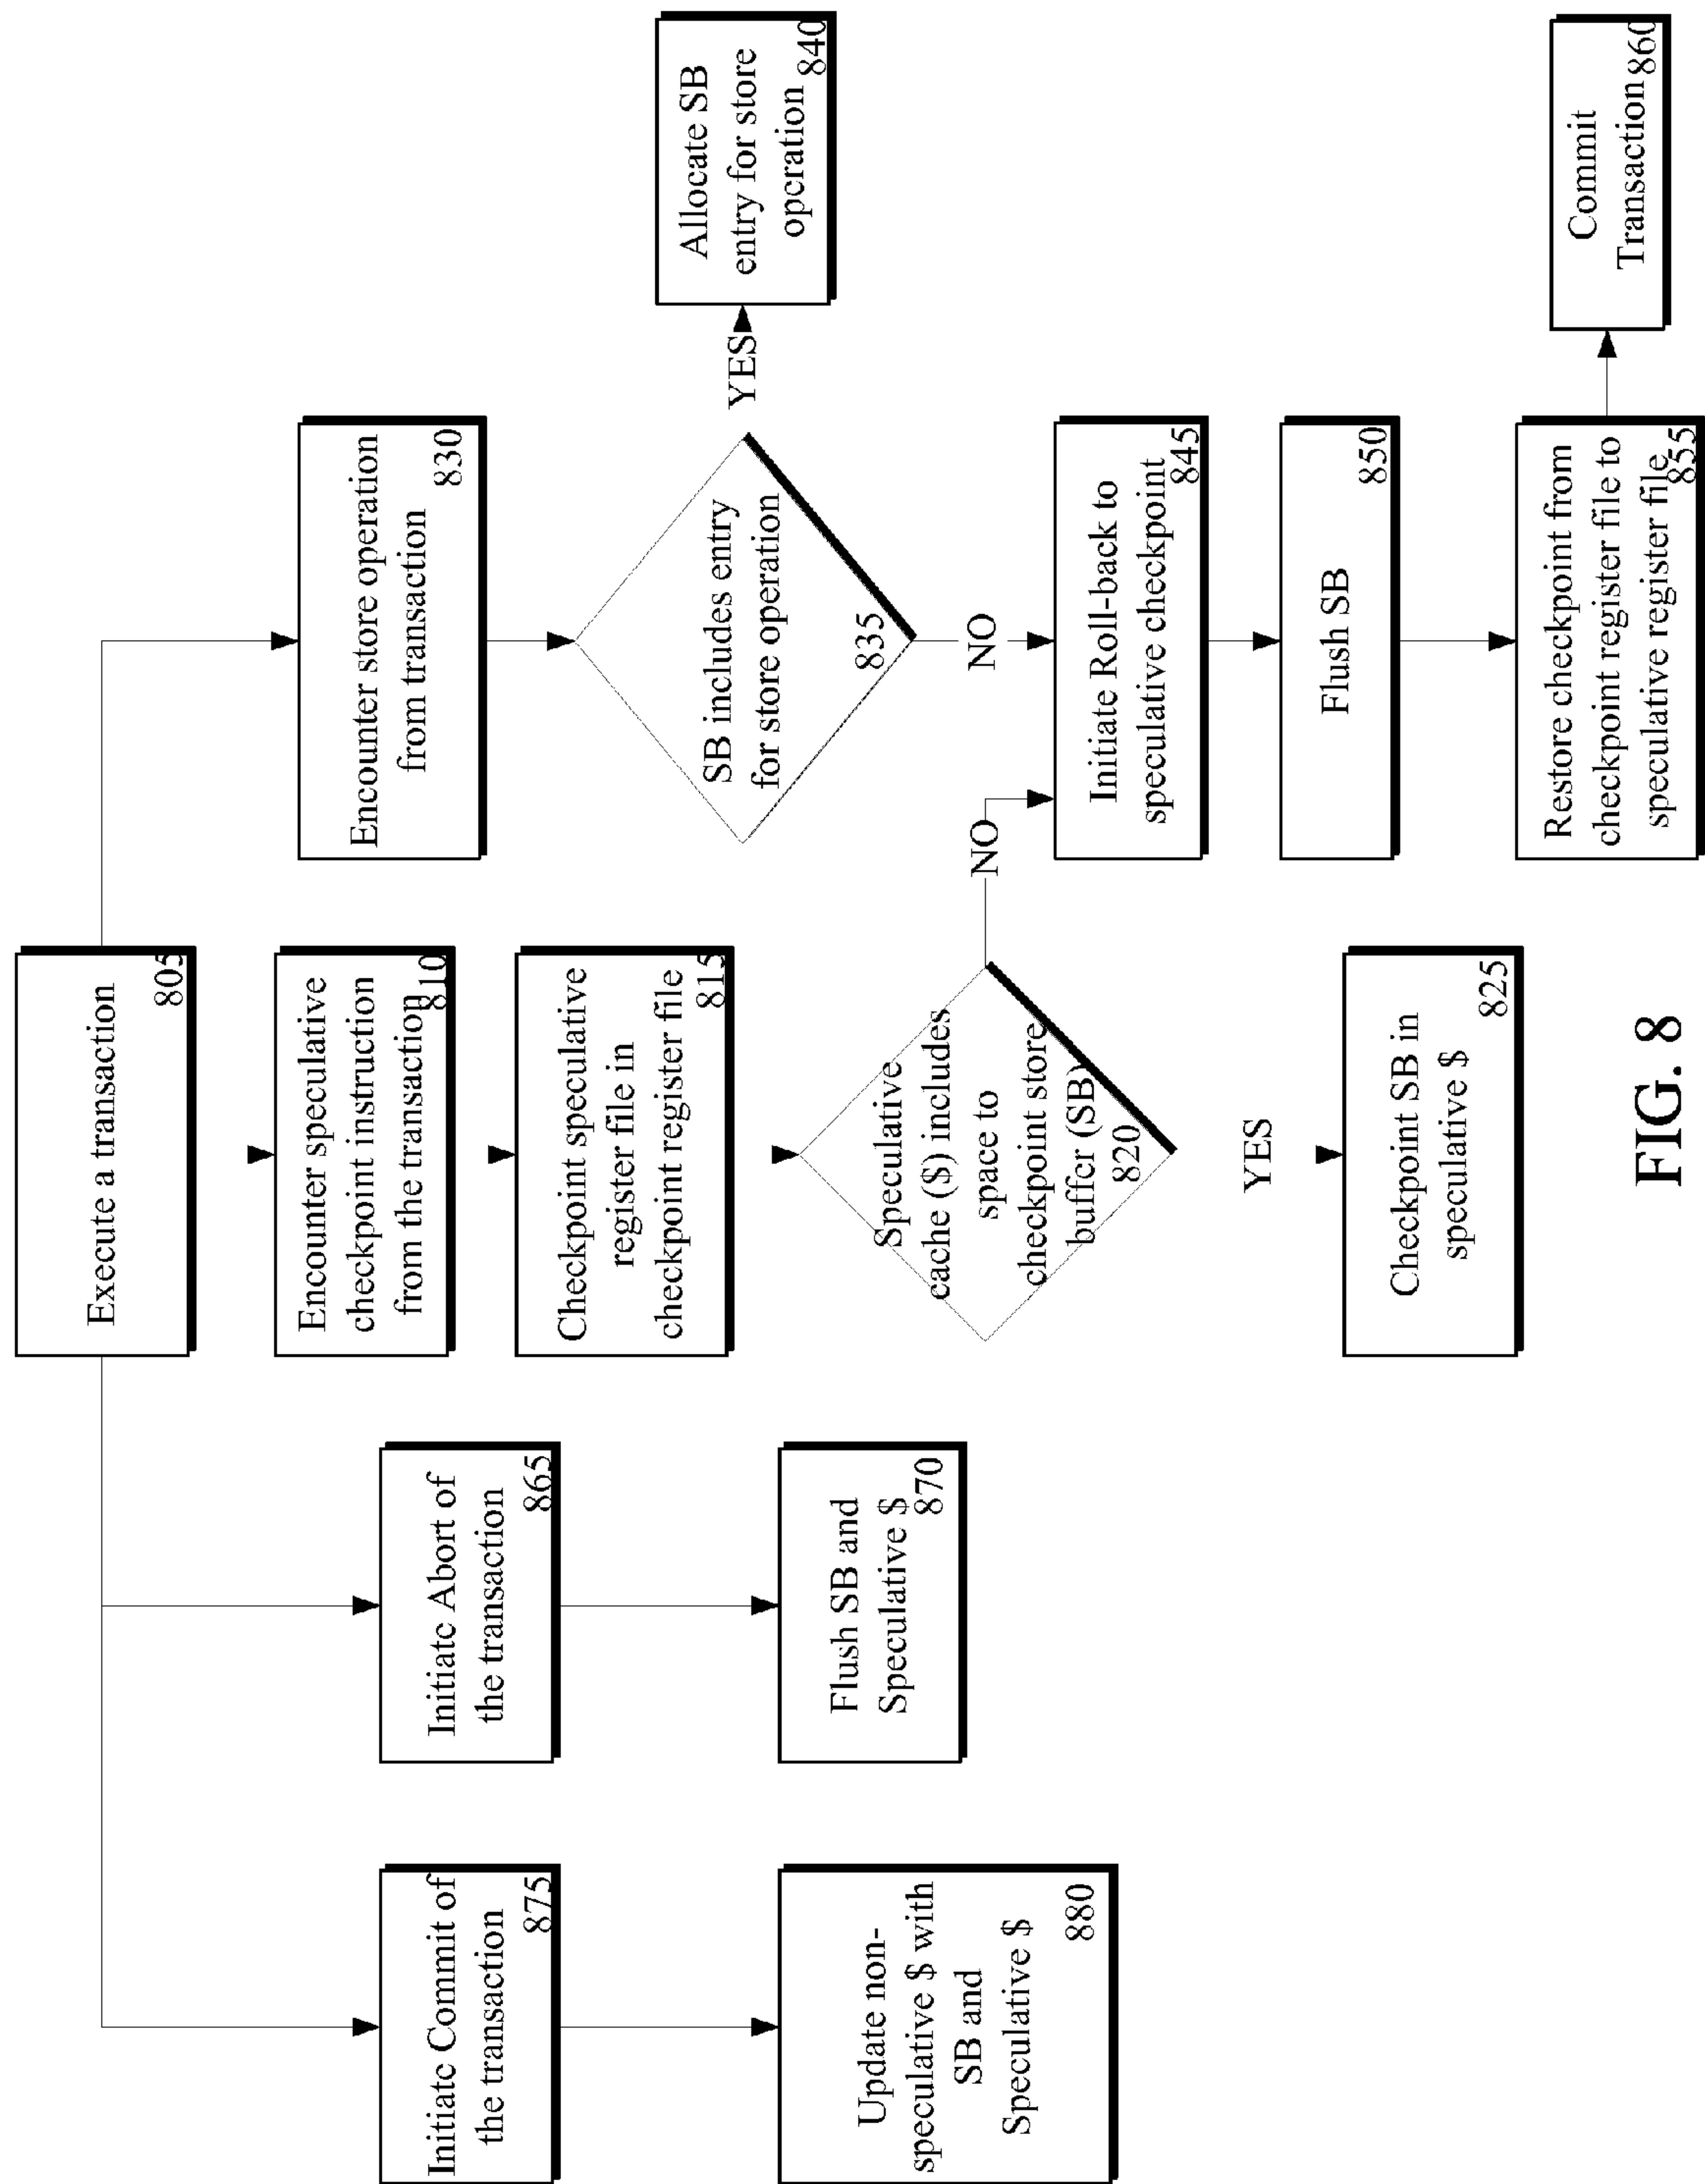 Execute a transaction
805
Initiate Commit of
the transaction
875
Update non-
speculative $ with
SB and
Speculative $
880
Initiate Abort of
the transaction
865
Flush SB and
Speculative $
870
Encounter speculative
checkpoint instruction
from the transaction
810
Checkpoint speculative
register file in
checkpoint register file
815
Speculative
cache ($) includes
space to
checkpoint store
buffer (SB)
820
NO
YES
Checkpoint SB in
speculative $
825
Encounter store operation
from transaction
830
SB includes entry
for store operation
835
YES
Allocate SB
entry for store
operation
840
NO
Initiate Roll-back to
speculative checkpoint
845
Flush SB
850
Restore checkpoint from
checkpoint register file to
speculative register file
855
Commit
Transaction
860
FIG. 8